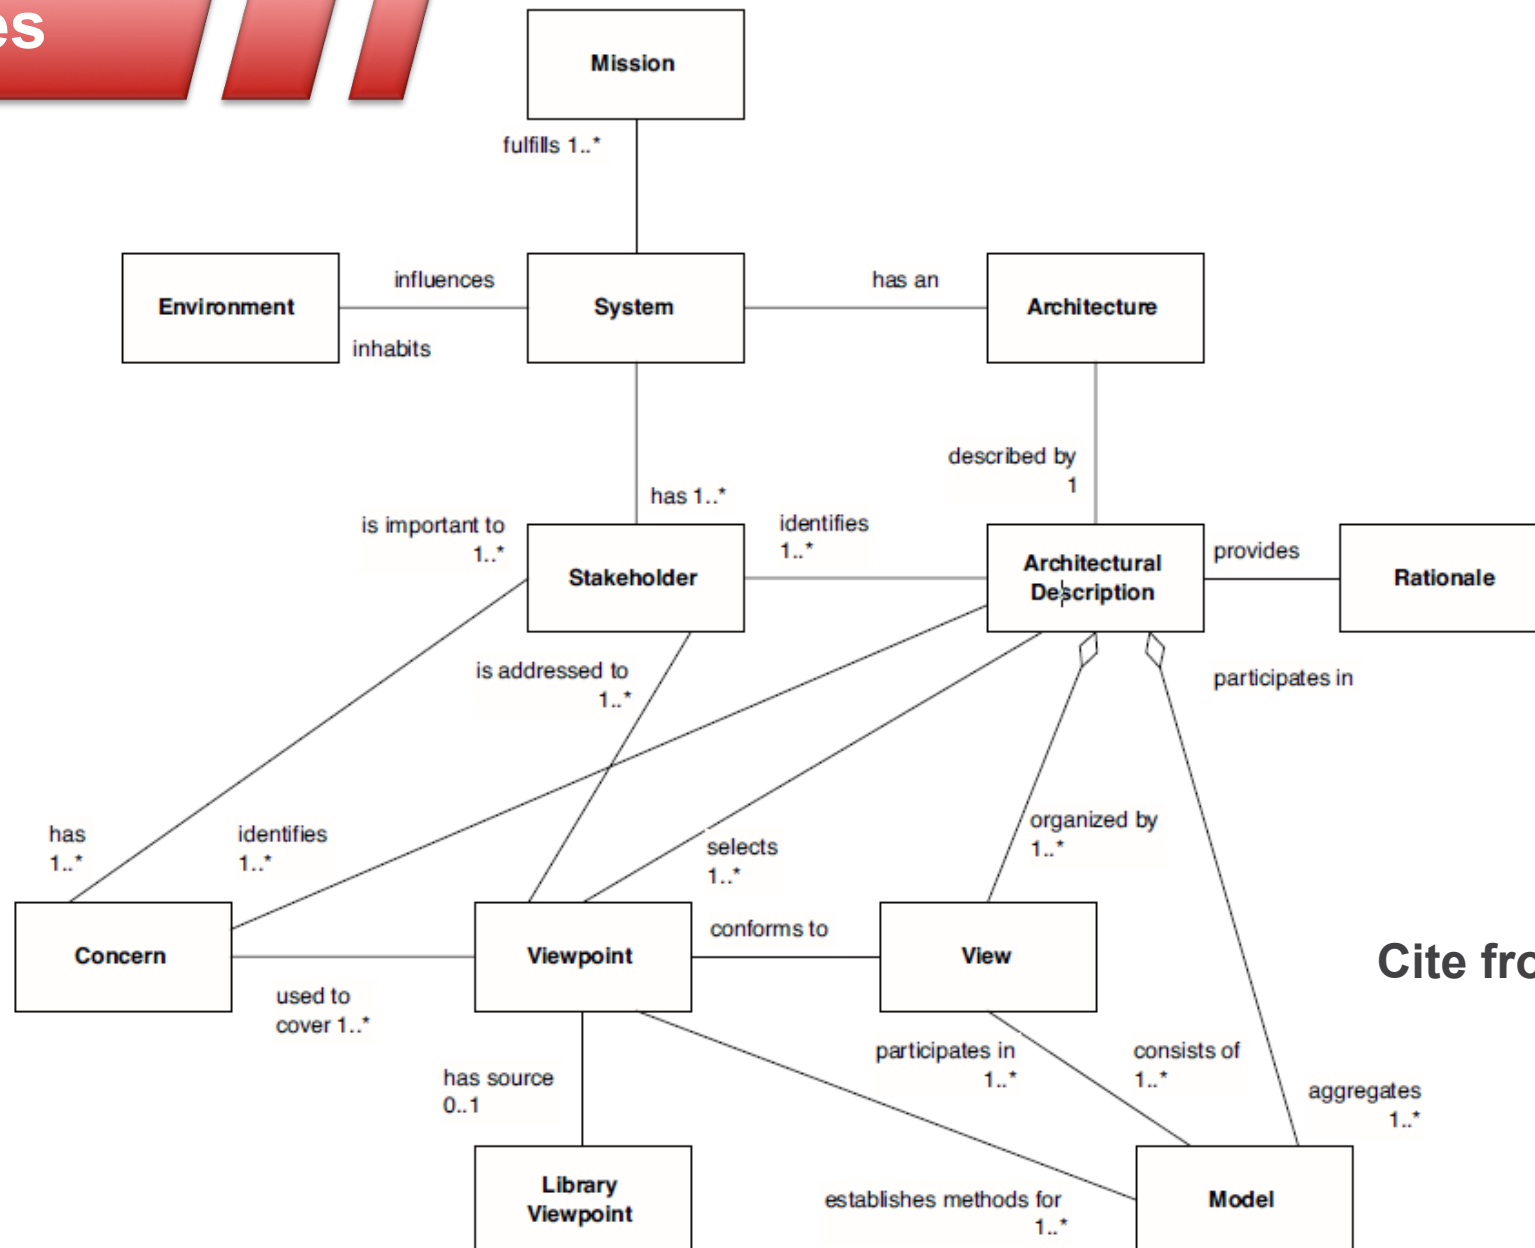 es
Mission
fulfills 1..*
influences
has an
Environment
System
Architecture
inhabits
described by
1
has 1..*
is important to
1..*
identifies
1..*
Stakeholder
Architectural
Description
provides
Rationale
is addressed to
1..*
participates in
has
1..*
identifies
1..*
selects
1..*
organized by
1..*
conforms to
Concern
Viewpoint
View
Cite fro
used to
cover 1..*
participates in
1..*
consists of
1..*
has source
0..1
aggregates
1..*
Library
Viewpoint
establishes methods for
1..*
Model